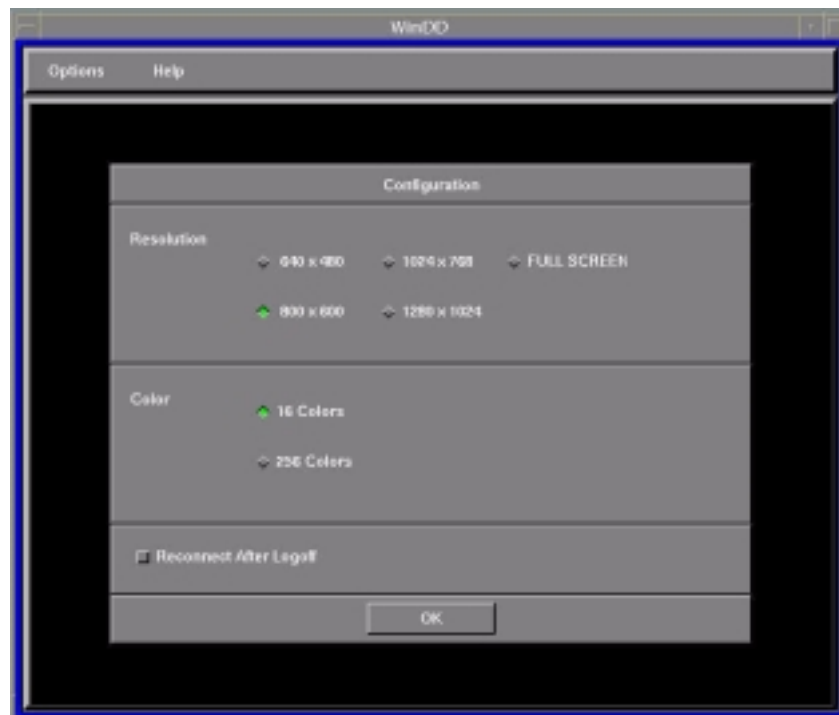 WinDD
Options Help
Configuration
Resolution
640 x 480 1024 x 768 FULL SCREEN
800 x 600 1280 x 1024
Color
16 Colors
256 Colors
Reconnect After Logoff
OK